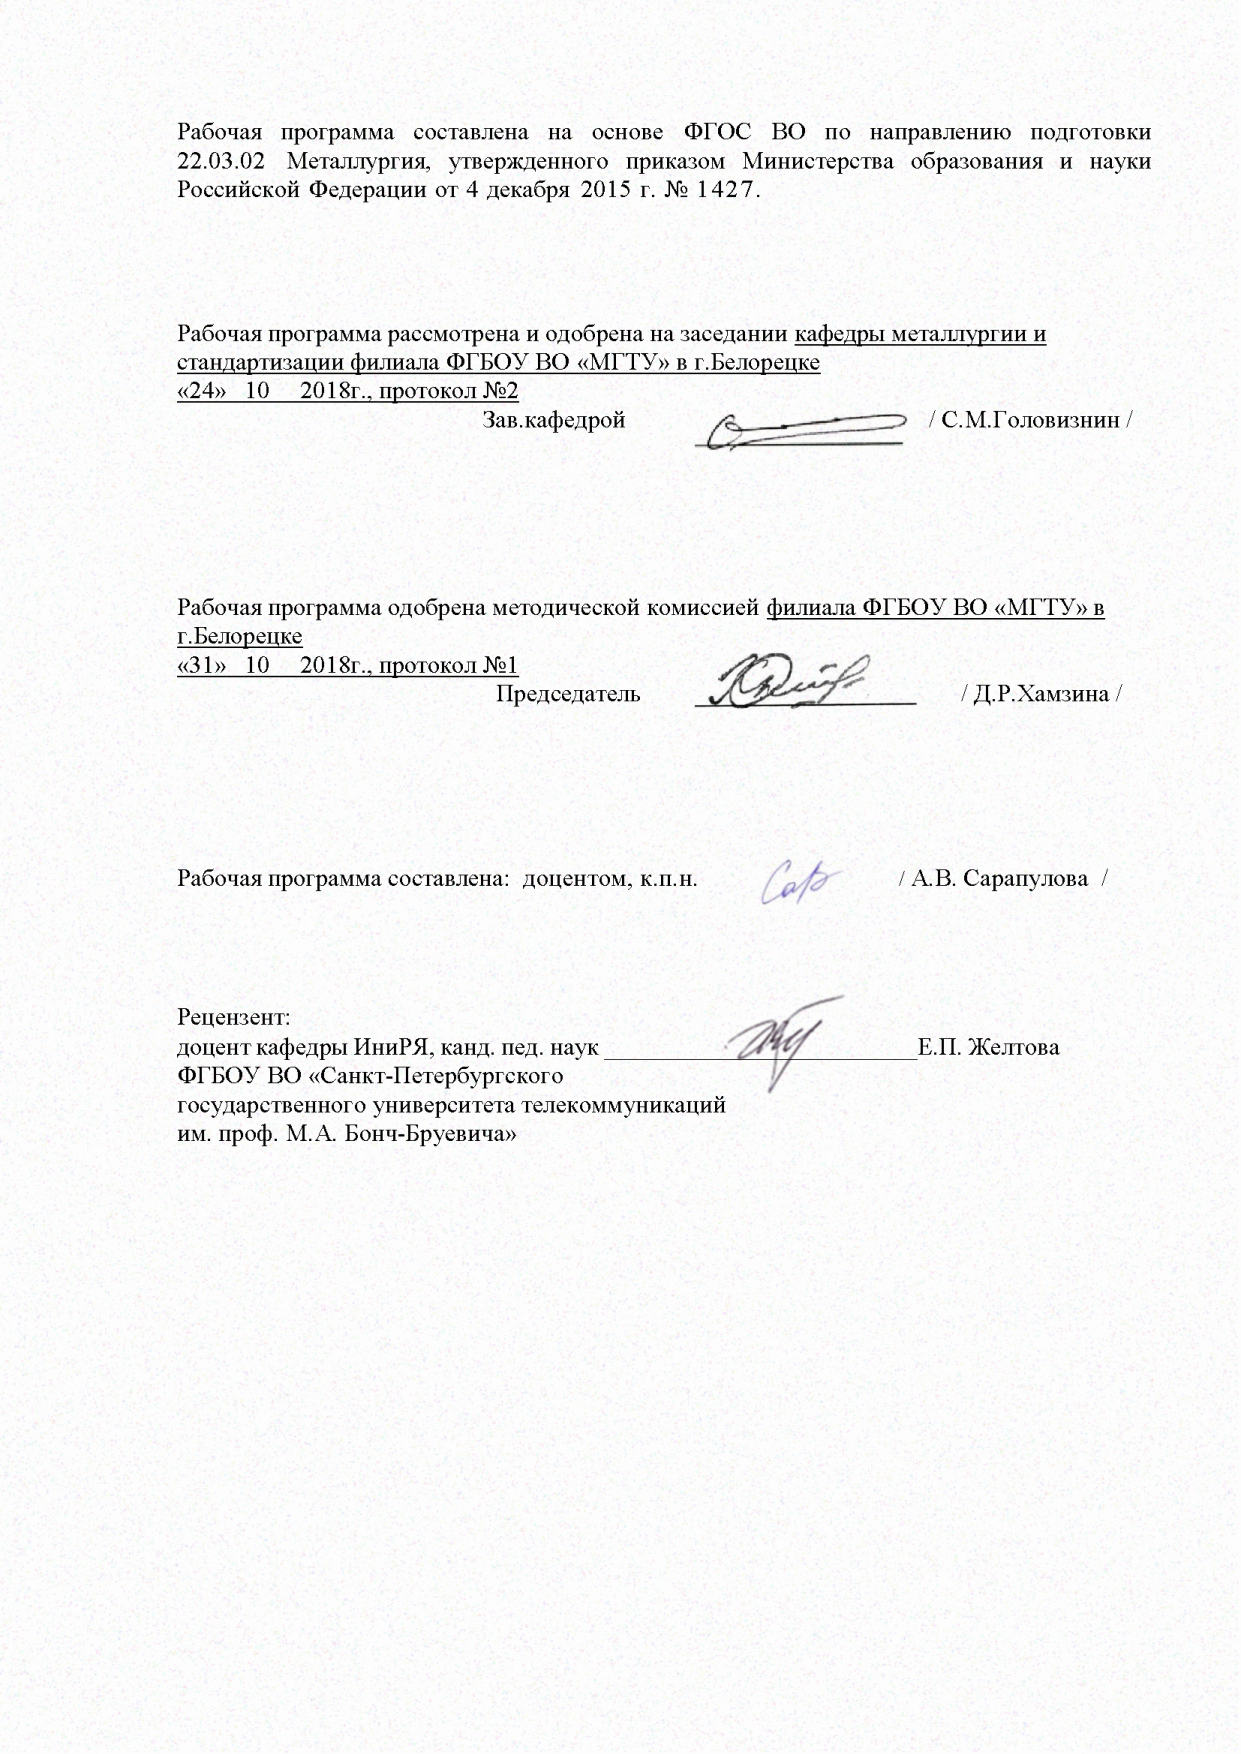 Рабочая программа составлена на основе ФГОС ВО по направлению подготовки
22.03.02 Металлургия, утвержденного приказом Министерства образования и науки
Российской Федерации от 4 декабря 2015 г. № 1427.
Рабочая программа рассмотрена и одобрена на заседании кафедры металлургии и
стандартизации филиала ФГБОУ ВО «МГТУ» в г.Белорецке
«24» 10 2018г., протокол №2
Зав.кафедрой / С.М.Головизнин /
Рабочая программа одобрена методической комиссией филиала ФГБОУ ВО «МГТУ» в
г.Белорецке
«31» 10 2018г., протокол №1
Председатель / Д.Р.Хамзина /
Рабочая программа составлена: доцентом, к.п.н. / А.В. Сарапулова /
Рецензент:
доцент кафедры ИниРЯ, канд. пед. наук Е.П. Желтова
ФГБОУ ВО «Санкт-Петербургского
государственного университета телекоммуникаций
им. проф. М.А. Бонч-Бруевича»